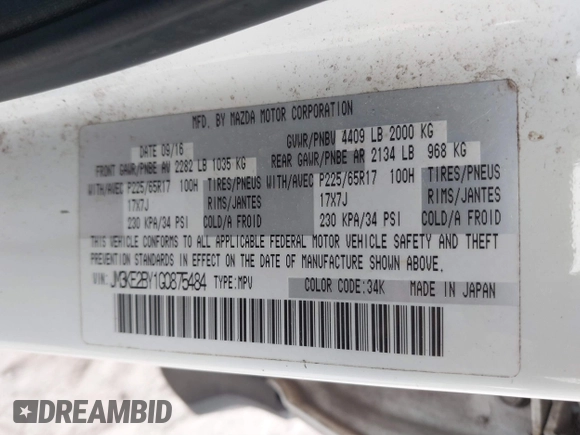 MFD. BY MAZDA MOTOR CORPORATION
DATE 09/16 GVWR/PNBV 4409 LB 2000 KG
FRONT GAWR/PNBE AV 2282 LB 1035 KG REAR GAWR/PNBE AR 2134 LB 968 KG
WITH/AVEC P225/65R17 100H TIRES/PNEUS WITH/AVEC P225/65R17 100H TIRES/PNEUS
17X7J RIMS/JANTES 17X7J RIMS/JANTES
230 KPA/34 PSI COLD/A FROID 230 KPA/34 PSI COLD/A FROID
THIS VEHICLE CONFORMS TO ALL APPLICABLE FEDERAL MOTOR VEHICLE SAFETY AND THEFT
PREVENTION STANDARDS IN EFFECT ON THE DATE OF MANUFACTURE SHOWN ABOVE.
VIN: JM3KE2BY1G0875484 TYPE: MPV COLOR CODE: 34K MADE IN JAPAN
DREAMBID